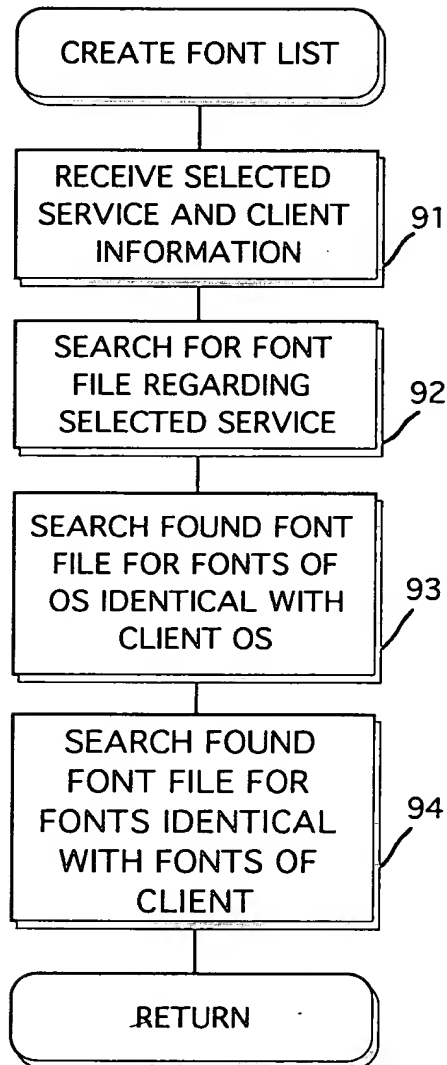 CREATE FONT LIST
RECEIVE SELECTED
SERVICE AND CLIENT
INFORMATION
91
SEARCH FOR FONT
FILE REGARDING
SELECTED SERVICE
92
SEARCH FOUND FONT
FILE FOR FONTS OF
OS IDENTICAL WITH
CLIENT OS
93
SEARCH FOUND
FONT FILE FOR
FONTS IDENTICAL
WITH FONTS OF
CLIENT
94
RETURN